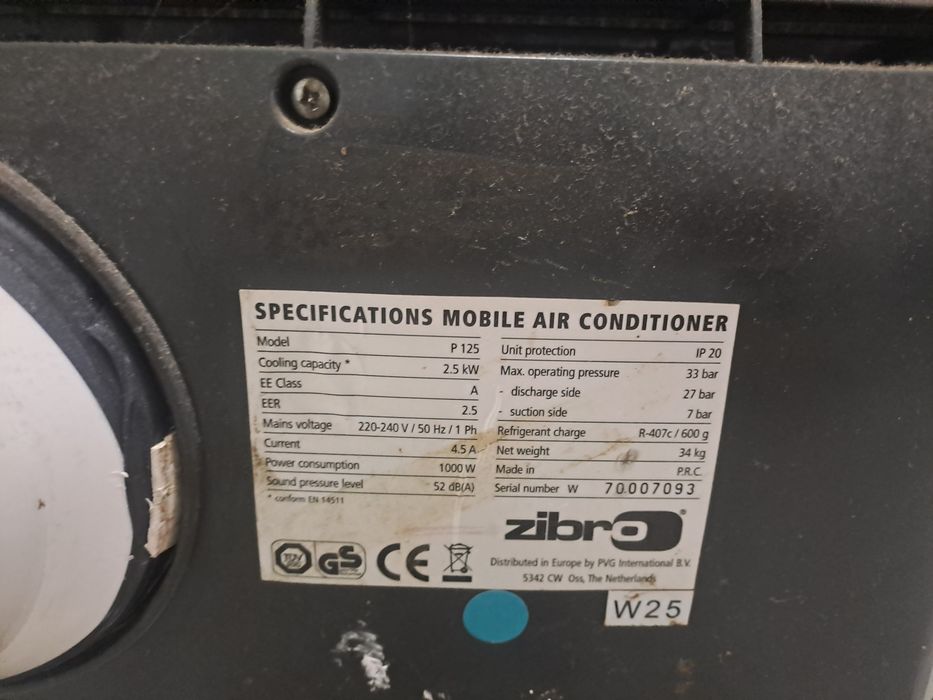 SPECIFICATIONS MOBILE AIR CONDITIONER
Model P 125
Cooling capacity * 2.5 kW
EE Class A
EER 2.5
Mains voltage 220-240 V / 50 Hz / 1 Ph
Current 4.5 A
Power consumption 1000 W
Sound pressure level 52 dB(A)
* conform EN 14511
Unit protection IP 20
Max. operating pressure 33 bar
- discharge side 27 bar
- suction side 7 bar
Refrigerant charge R-407c / 600 g
Net weight 34 kg
Made in P.R.C.
Serial number W 70007093
zibro®
TÜV GS CE
Distributed in Europe by PVG International B.V.
5342 CW Oss, The Netherlands
W25